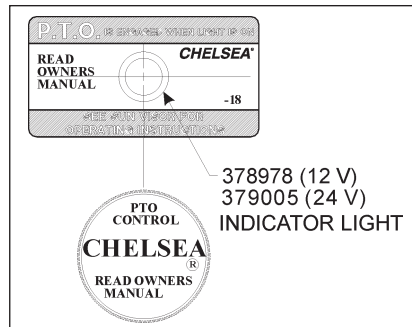 P.T.O. IS ENGAGED WHEN LIGHT IS ON
READ
OWNERS
MANUAL
CHELSEA®
-18
SEE SUN VISOR FOR
OPERATING INSTRUCTIONS
378978 (12 V)
379005 (24 V)
INDICATOR LIGHT
PTO
CONTROL
CHELSEA®
READ OWNERS
MANUAL